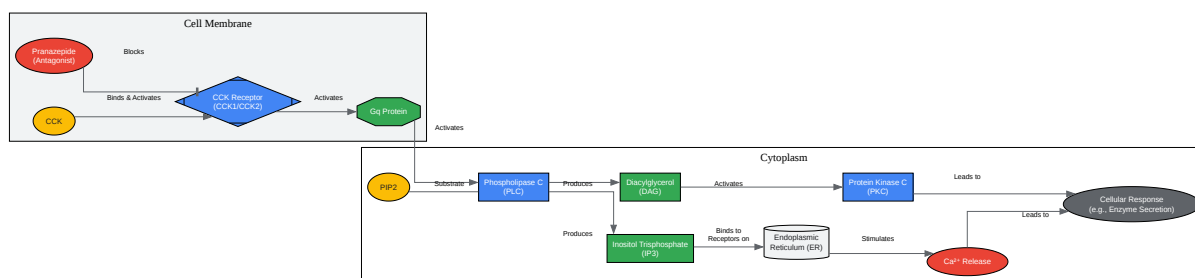 Cell Membrane
Pranazepide
(Antagonist)
Blocks
Binds & Activates
CCK
CCK Receptor
(CCK1/CCK2)
Activates
Gq Protein
Activates
Cytoplasm
PIP2
Substrate
Phospholipase C
(PLC)
Produces
Diacylglycerol
(DAG)
Activates
Protein Kinase C
(PKC)
Leads to
Cellular Response
(e.g., Enzyme Secretion)
Produces
Inositol Trisphosphate
(IP3)
Binds to
Receptors on
Endoplasmic
Reticulum (ER)
Stimulates
Ca²⁺ Release
Leads to